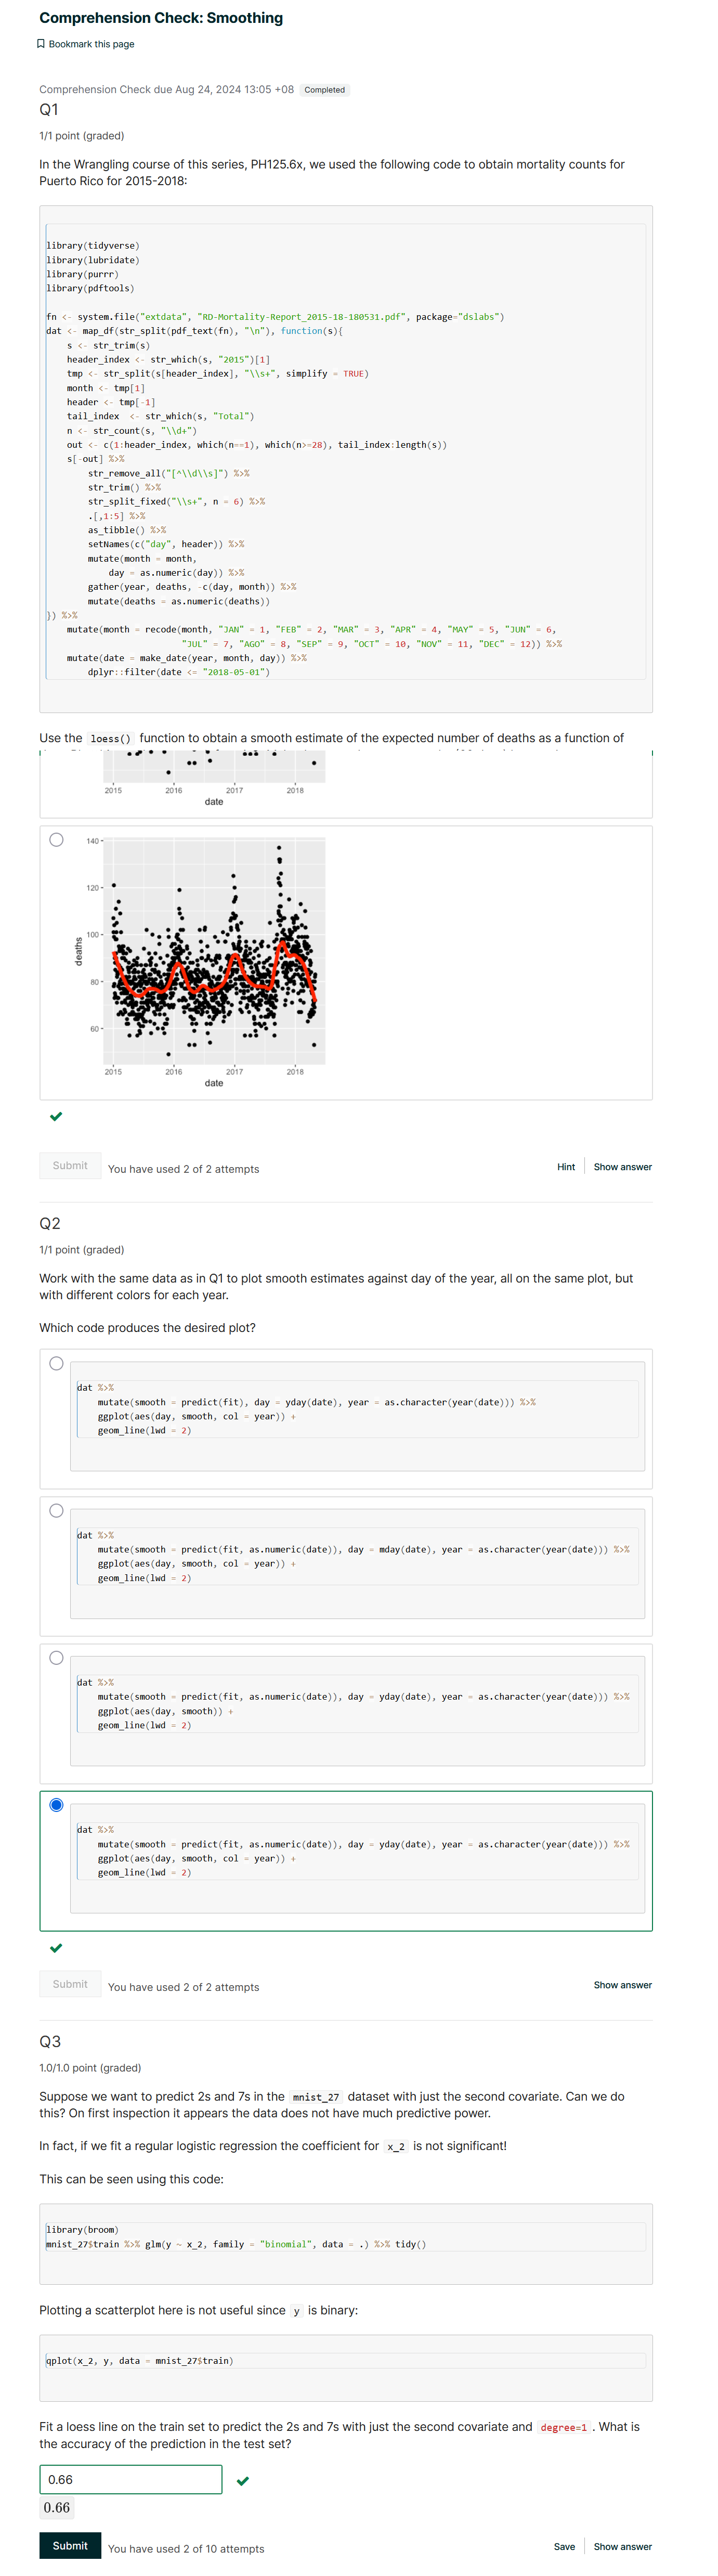 Comprehension Check: Smoothing
Bookmark this page
Comprehension Check due Aug 24, 2024 13:05 +08 Completed
Q1
1/1 point (graded)
In the Wrangling course of this series, PH125.6x, we used the following code to obtain mortality counts for
Puerto Rico for 2015-2018:
library(tidyverse)
library(lubridate)
library(purrr)
library(pdftools)
fn <- system.file("extdata", "RD-Mortality-Report_2015-18-180531.pdf", package="dslabs")
dat <- map_df(str_split(pdf_text(fn), "\n"), function(s){
    s <- str_trim(s)
    header_index <- str_which(s, "2015")[1]
    tmp <- str_split(s[header_index], "\\s+", simplify = TRUE)
    month <- tmp[1]
    header <- tmp[-1]
    tail_index  <- str_which(s, "Total")
    n <- str_count(s, "\\d+")
    out <- c(1:header_index, which(n==1), which(n>=28), tail_index:length(s))
    s[-out] %>%
        str_remove_all("[^\\d\\s]") %>%
        str_trim() %>%
        str_split_fixed("\\s+", n = 6) %>%
        .[,1:5] %>%
        as_tibble() %>%
        setNames(c("day", header)) %>%
        mutate(month = month,
            day = as.numeric(day)) %>%
        gather(year, deaths, -c(day, month)) %>%
        mutate(deaths = as.numeric(deaths))
}) %>%
    mutate(month = recode(month, "JAN" = 1, "FEB" = 2, "MAR" = 3, "APR" = 4, "MAY" = 5, "JUN" = 6,
                          "JUL" = 7, "AGO" = 8, "SEP" = 9, "OCT" = 10, "NOV" = 11, "DEC" = 12)) %>%
    mutate(date = make_date(year, month, day)) %>%
        dplyr::filter(date <= "2018-05-01")
Use the loess() function to obtain a smooth estimate of the expected number of deaths as a function of
2015 2016 2017 2018
date
140
120
100
80
60
deaths
2015 2016 2017 2018
date
Submit You have used 2 of 2 attempts Hint Show answer
Q2
1/1 point (graded)
Work with the same data as in Q1 to plot smooth estimates against day of the year, all on the same plot, but
with different colors for each year.
Which code produces the desired plot?
dat %>%
    mutate(smooth = predict(fit), day = yday(date), year = as.character(year(date))) %>%
    ggplot(aes(day, smooth, col = year)) +
    geom_line(lwd = 2)
dat %>%
    mutate(smooth = predict(fit, as.numeric(date)), day = mday(date), year = as.character(year(date))) %>%
    ggplot(aes(day, smooth, col = year)) +
    geom_line(lwd = 2)
dat %>%
    mutate(smooth = predict(fit, as.numeric(date)), day = yday(date), year = as.character(year(date))) %>%
    ggplot(aes(day, smooth)) +
    geom_line(lwd = 2)
dat %>%
    mutate(smooth = predict(fit, as.numeric(date)), day = yday(date), year = as.character(year(date))) %>%
    ggplot(aes(day, smooth, col = year)) +
    geom_line(lwd = 2)
Submit You have used 2 of 2 attempts Show answer
Q3
1.0/1.0 point (graded)
Suppose we want to predict 2s and 7s in the mnist_27 dataset with just the second covariate. Can we do
this? On first inspection it appears the data does not have much predictive power.
In fact, if we fit a regular logistic regression the coefficient for x_2 is not significant!
This can be seen using this code:
library(broom)
mnist_27$train %>% glm(y ~ x_2, family = "binomial", data = .) %>% tidy()
Plotting a scatterplot here is not useful since y is binary:
qplot(x_2, y, data = mnist_27$train)
Fit a loess line on the train set to predict the 2s and 7s with just the second covariate and degree=1. What is
the accuracy of the prediction in the test set?
0.66
0.66
Submit You have used 2 of 10 attempts Save Show answer